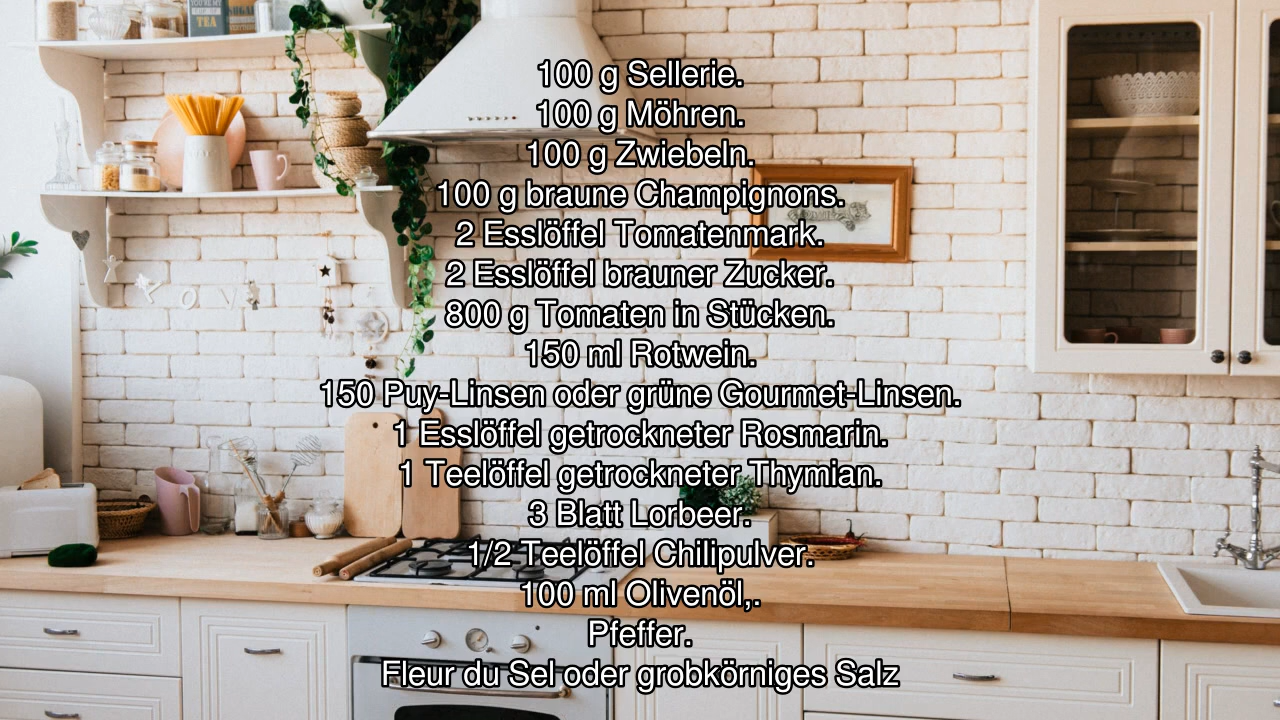 TEA
100 g Sellerie.
100 g Möhren.
100 g Zwiebeln.
100 g braune Champignons.
2 Esslöffel Tomatenmark.
2 Esslöffel brauner Zucker.
800 g Tomaten in Stücken.
150 ml Rotwein.
150 Puy-Linsen oder grüne Gourmet-Linsen.
1 Esslöffel getrockneter Rosmarin.
1 Teelöffel getrockneter Thymian.
3 Blatt Lorbeer.
1/2 Teelöffel Chilipulver.
100 ml Olivenöl,.
Pfeffer.
Fleur du Sel oder grobkörniges Salz